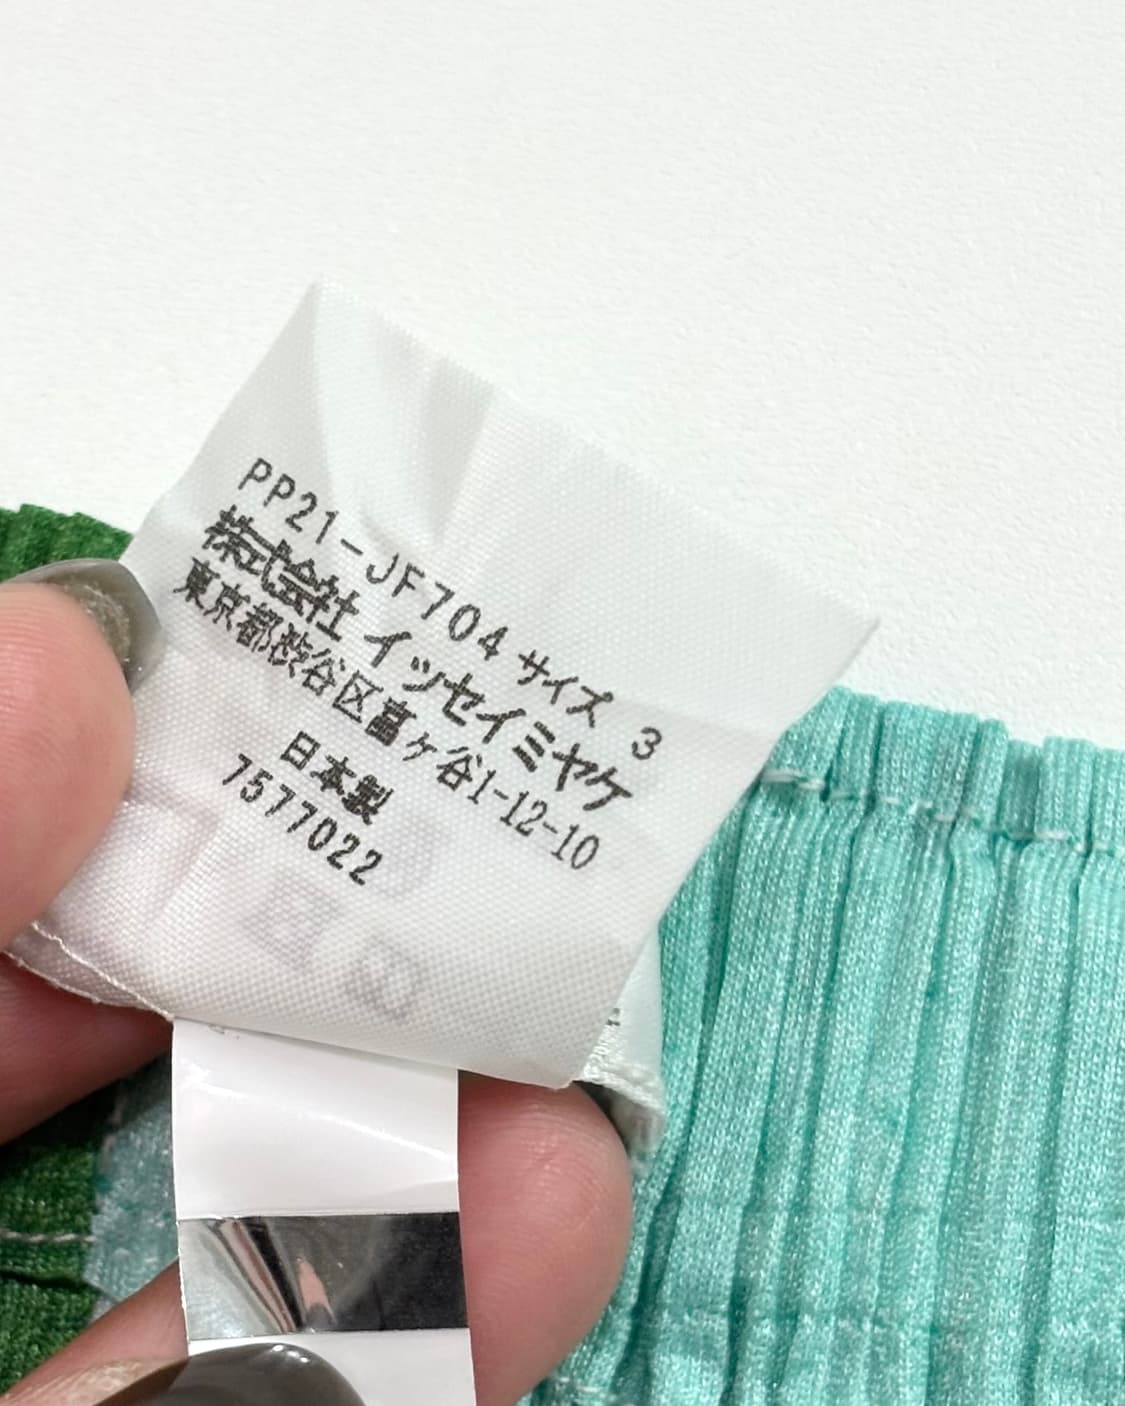 PP21-JF704 サイズ 3
株式会社 イッセイミヤケ
東京都渋谷区富ヶ谷1-12-10
日本製
7577022